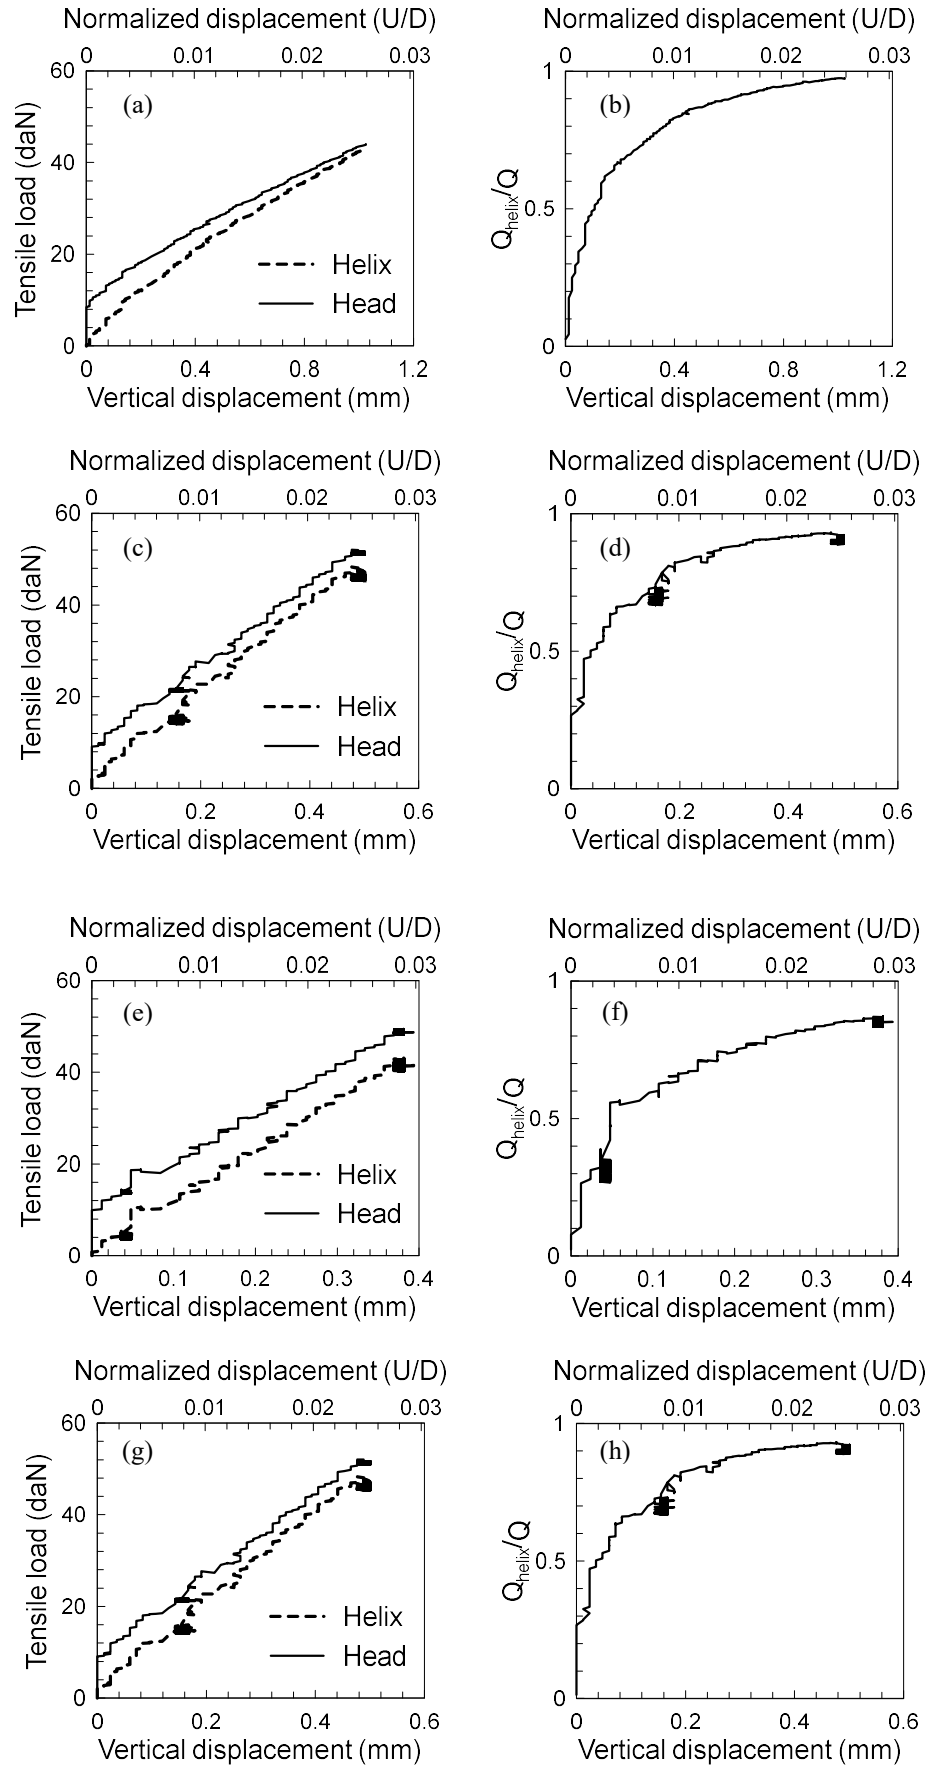 Normalized displacement (U/D)
0 0.01 0.02 0.03
60
40
20
0
Tensile load (daN)
(a)
Helix
Head
0 0.4 0.8 1.2
Vertical displacement (mm)
Normalized displacement (U/D)
0 0.01 0.02 0.03
1
0.5
0
Qhelix/Q
(b)
0 0.4 0.8 1.2
Vertical displacement (mm)
Normalized displacement (U/D)
0 0.01 0.02 0.03
60
40
20
0
Tensile load (daN)
(c)
Helix
Head
0 0.2 0.4 0.6
Vertical displacement (mm)
Normalized displacement (U/D)
0 0.01 0.02 0.03
1
0.5
0
Qhelix/Q
(d)
0 0.2 0.4 0.6
Vertical displacement (mm)
Normalized displacement (U/D)
0 0.01 0.02 0.03
60
40
20
0
Tensile load (daN)
(e)
Helix
Head
0 0.1 0.2 0.3 0.4
Vertical displacement (mm)
Normalized displacement (U/D)
0 0.01 0.02 0.03
1
0.5
0
Qhelix/Q
(f)
0 0.1 0.2 0.3 0.4
Vertical displacement (mm)
Normalized displacement (U/D)
0 0.01 0.02 0.03
60
40
20
0
Tensile load (daN)
(g)
Helix
Head
0 0.2 0.4 0.6
Vertical displacement (mm)
Normalized displacement (U/D)
0 0.01 0.02 0.03
1
0.5
0
Qhelix/Q
(h)
0 0.2 0.4 0.6
Vertical displacement (mm)